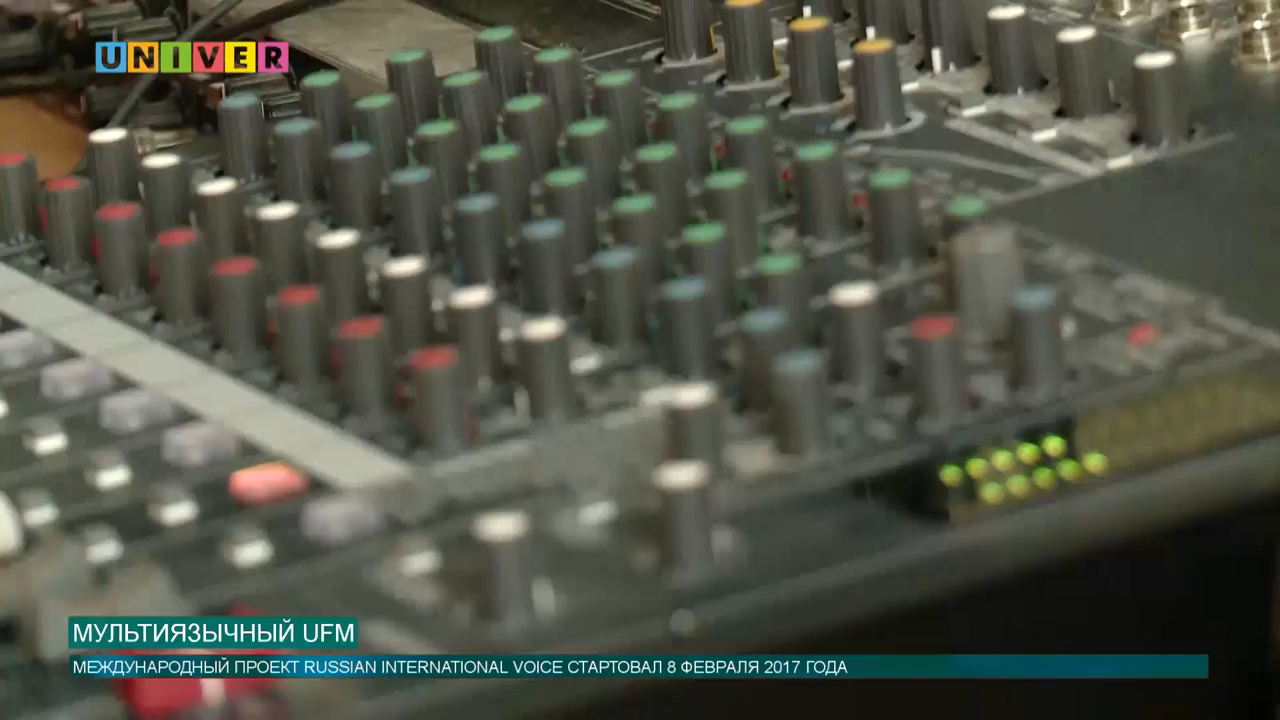 UNIVER
МУЛЬТИЯЗЫЧНЫЙ UFM
МЕЖДУНАРОДНЫЙ ПРОЕКТ RUSSIAN INTERNATIONAL VOICE СТАРТОВАЛ 8 ФЕВРАЛЯ 2017 ГОДА